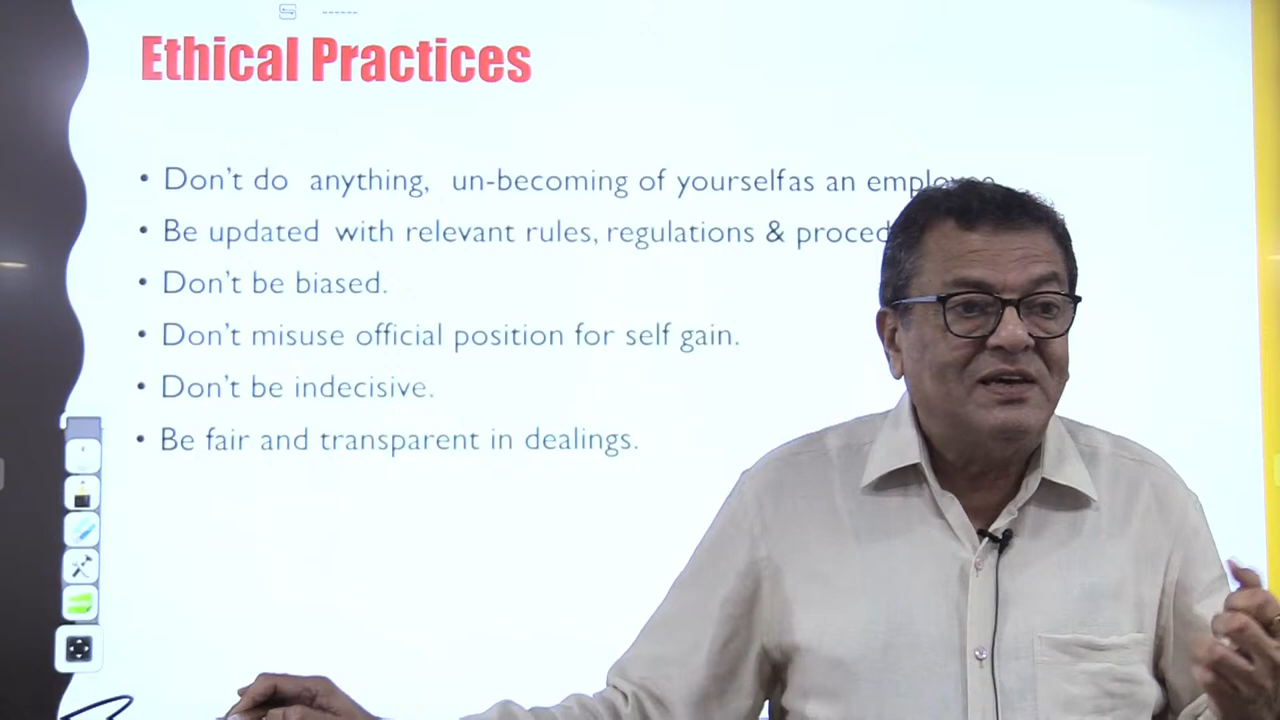 Ethical Practices
• Don't do anything, un-becoming of yourselfas an employee
• Be updated with relevant rules, regulations & proced
• Don't be biased.
• Don't misuse official position for self gain.
• Don't be indecisive.
• Be fair and transparent in dealings.